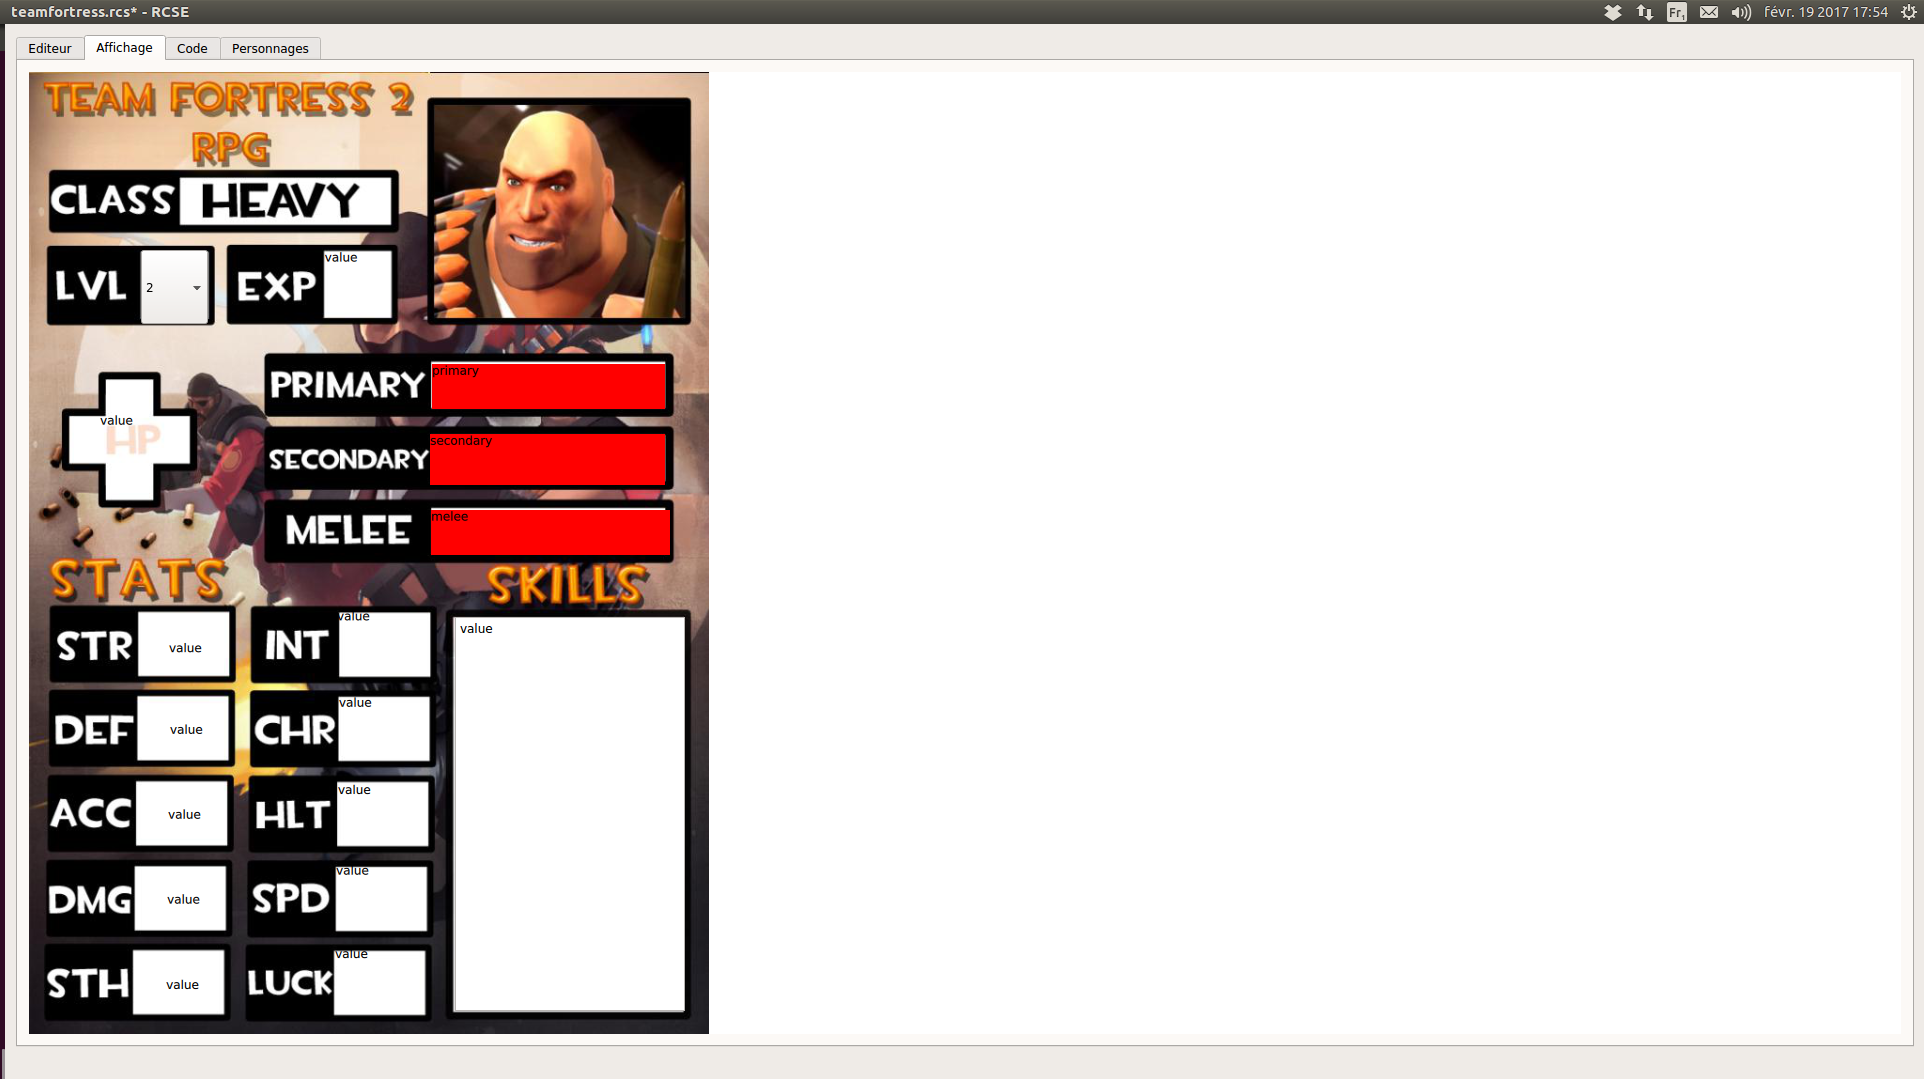 teamfortress.rcs* - RCSE
Fr1
févr. 19 2017 17:54
Editeur
Affichage
Code
Personnages
TEAM FORTRESS 2
RPG
CLASS HEAVY
LVL 2
EXP value
PRIMARY primary
value
HP
SECONDARY secondary
MELEE melee
STATS
SKILLS
STR value
INT value
value
DEF value
CHR value
ACC value
HLT value
DMG value
SPD value
STH value
LUCK value